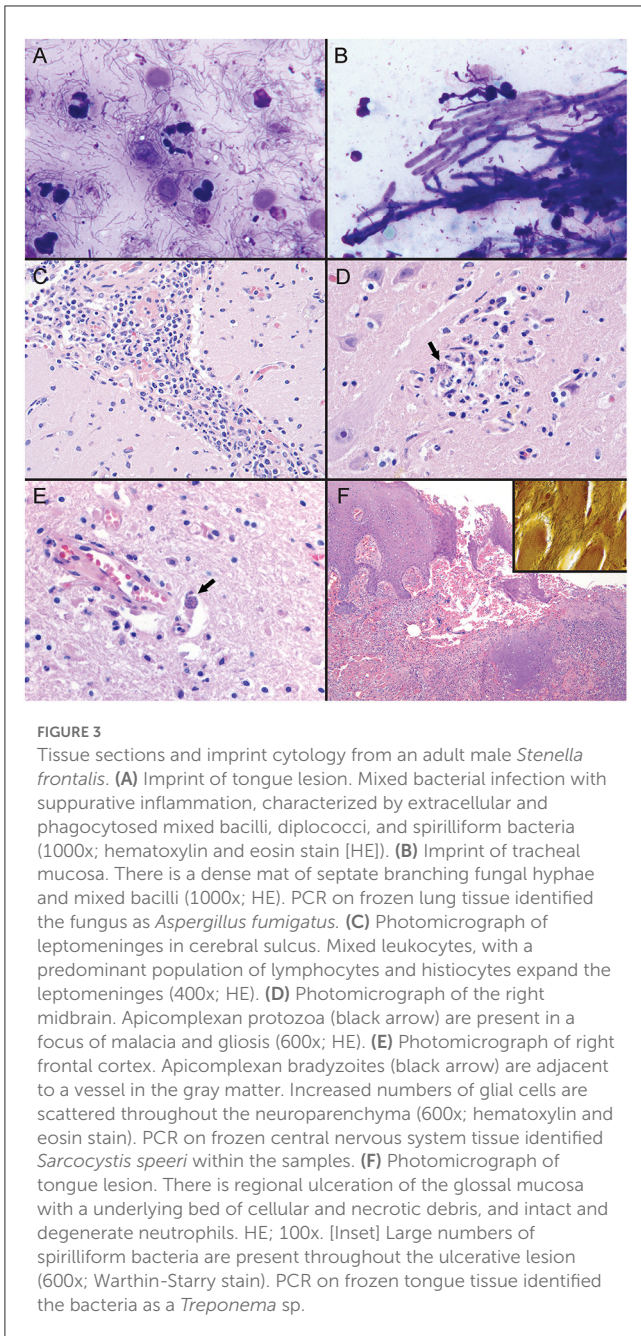 A
B
C
D
E
F
FIGURE 3
Tissue sections and imprint cytology from an adult male Stenella
frontalis. (A) Imprint of tongue lesion. Mixed bacterial infection with
suppurative inflammation, characterized by extracellular and
phagocytosed mixed bacilli, diplococci, and spirilliform bacteria
(1000x; hematoxylin and eosin stain [HE]). (B) Imprint of tracheal
mucosa. There is a dense mat of septate branching fungal hyphae
and mixed bacilli (1000x; HE). PCR on frozen lung tissue identified
the fungus as Aspergillus fumigatus. (C) Photomicrograph of
leptomeninges in cerebral sulcus. Mixed leukocytes, with a
predominant population of lymphocytes and histiocytes expand the
leptomeninges (400x; HE). (D) Photomicrograph of the right
midbrain. Apicomplexan protozoa (black arrow) are present in a
focus of malacia and gliosis (600x; HE). (E) Photomicrograph of right
frontal cortex. Apicomplexan bradyzoites (black arrow) are adjacent
to a vessel in the gray matter. Increased numbers of glial cells are
scattered throughout the neuroparenchyma (600x; hematoxylin and
eosin stain). PCR on frozen central nervous system tissue identified
Sarcocystis speeri within the samples. (F) Photomicrograph of
tongue lesion. There is regional ulceration of the glossal mucosa
with a underlying bed of cellular and necrotic debris, and intact and
degenerate neutrophils. HE; 100x. [Inset] Large numbers of
spirilliform bacteria are present throughout the ulcerative lesion
(600x; Warthin-Starry stain). PCR on frozen tongue tissue identified
the bacteria as a Treponema sp.